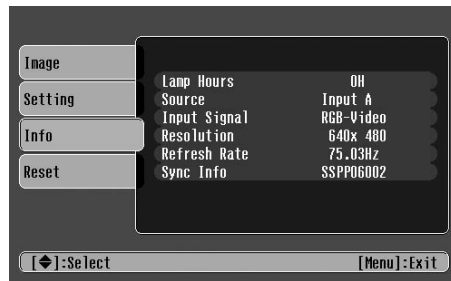 Image
Setting
Info
Reset
Lamp Hours 0H
Source Input A
Input Signal RGB-Video
Resolution 640x 480
Refresh Rate 75.03Hz
Sync Info SSPP06002
[◆]:Select [Menu]:Exit